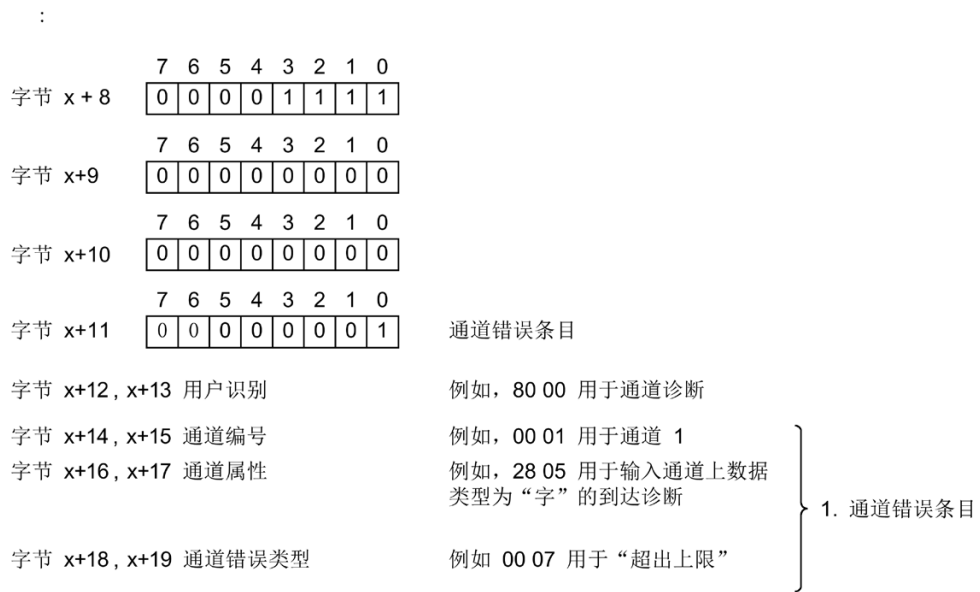 :
7 6 5 4 3 2 1 0
字节 x + 8 0 0 0 0 1 1 1 1
7 6 5 4 3 2 1 0
字节 x+9 0 0 0 0 0 0 0 0
7 6 5 4 3 2 1 0
字节 x+10 0 0 0 0 0 0 0 0
7 6 5 4 3 2 1 0
字节 x+11 0 0 0 0 0 0 0 1 通道错误条目
字节 x+12 , x+13 用户识别 例如，80 00 用于通道诊断
字节 x+14 , x+15 通道编号 例如，00 01 用于通道 1
字节 x+16 , x+17 通道属性 例如，28 05 用于输入通道上数据
类型为“字”的到达诊断
1. 通道错误条目
字节 x+18 , x+19 通道错误类型 例如 00 07 用于“超出上限”